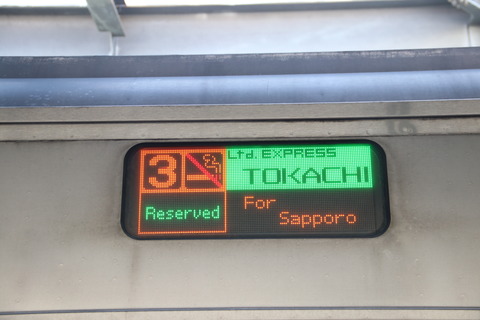 3
Reserved
Ltd. EXPRESS
TOKACHI
For
Sapporo